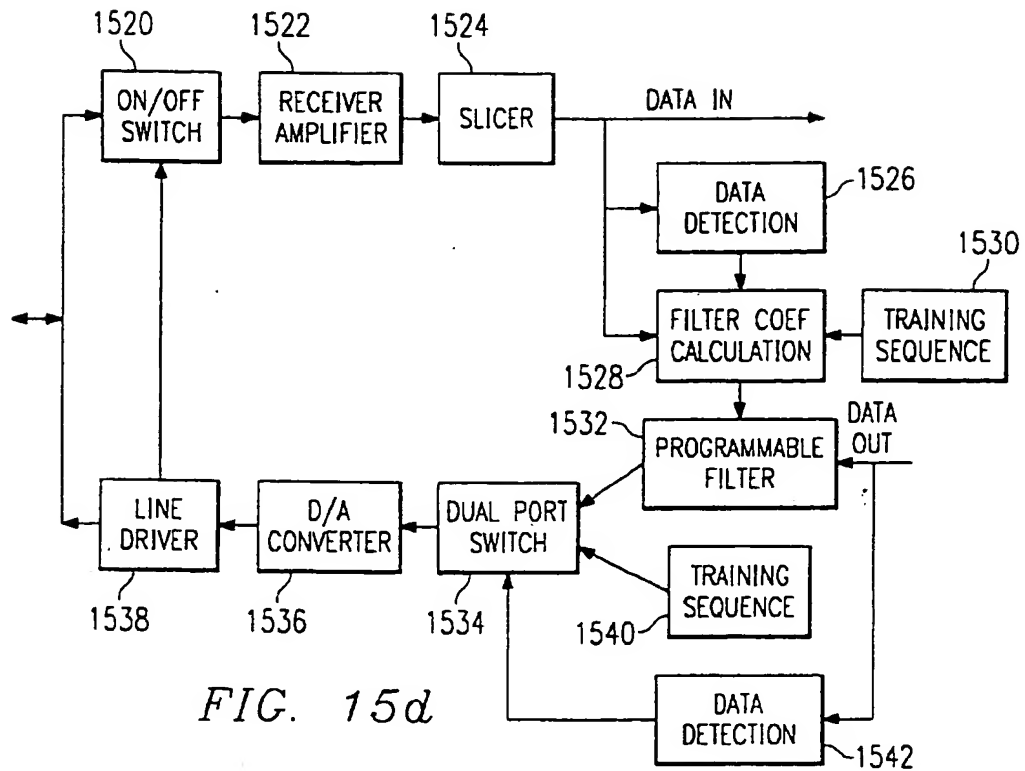 1520
1522
1524
ON/OFF
SWITCH
RECEIVER
AMPLIFIER
SLICER
DATA IN
DATA
DETECTION
1526
1530
FILTER COEF
CALCULATION
1528
TRAINING
SEQUENCE
1532
DATA
OUT
PROGRAMMABLE
FILTER
LINE
DRIVER
D/A
CONVERTER
DUAL PORT
SWITCH
1538
1536
1534
TRAINING
SEQUENCE
1540
DATA
DETECTION
1542
FIG. 15d